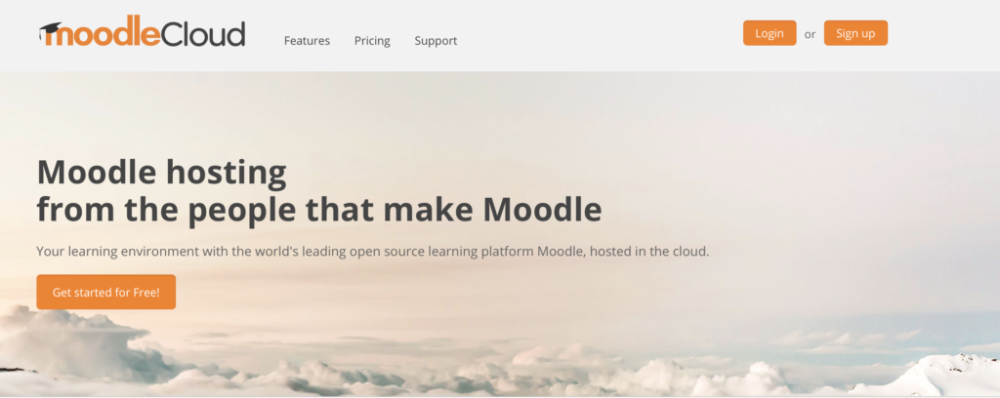 moodleCloud
Features
Pricing
Support
Login
or
Sign up
Moodle hosting
from the people that make Moodle
Your learning environment with the world's leading open source learning platform Moodle, hosted in the cloud.
Get started for Free!